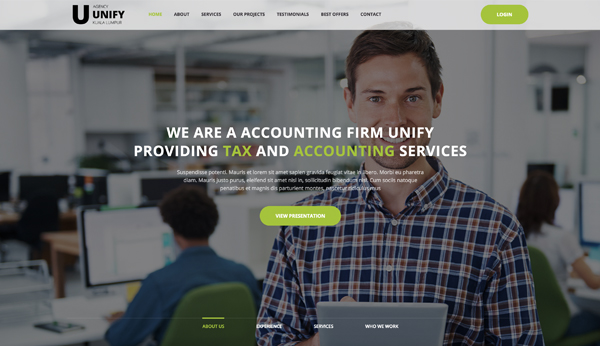 AGENCY
UNIFY
KUALA LUMPUR
HOME ABOUT SERVICES OUR PROJECTS TESTIMONIALS BEST OFFERS CONTACT
LOGIN
WE ARE A ACCOUNTING FIRM UNIFY
PROVIDING TAX AND ACCOUNTING SERVICES
Suspendisse potenti. Mauris et lorem sit amet sapien gravida feugiat vitae in libero. Morbi eu pharetra
diam. Mauris justo purus, eleifend sit amet nisl in, sollicitudin bibendum nisl. Cum sociis natoque
penatibus et magnis dis parturient montes, nascetur ridiculus mus
VIEW PRESENTATION
ABOUT US EXPERIENCE SERVICES WHO WE WORK